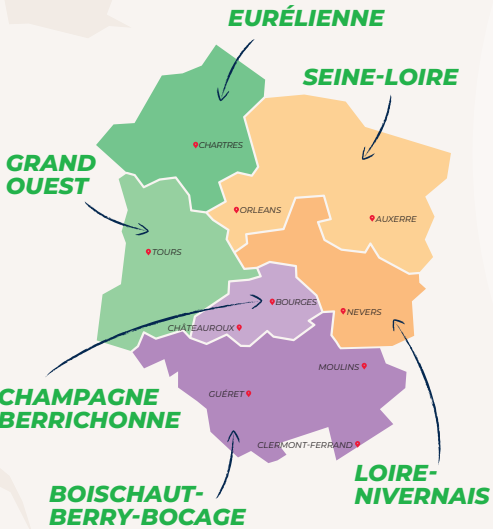 EURÉLIENNE
SEINE-LOIRE
CHARTRES
GRAND
OUEST
ORLEANS
AUXERRE
TOURS
BOURGES
NEVERS
CHÂTEAUROUX
MOULINS
CHAMPAGNE
BERRICHONNE
GUÉRET
CLERMONT-FERRAND
LOIRE-
NIVERNAIS
BOISCHAUT-
BERRY-BOCAGE